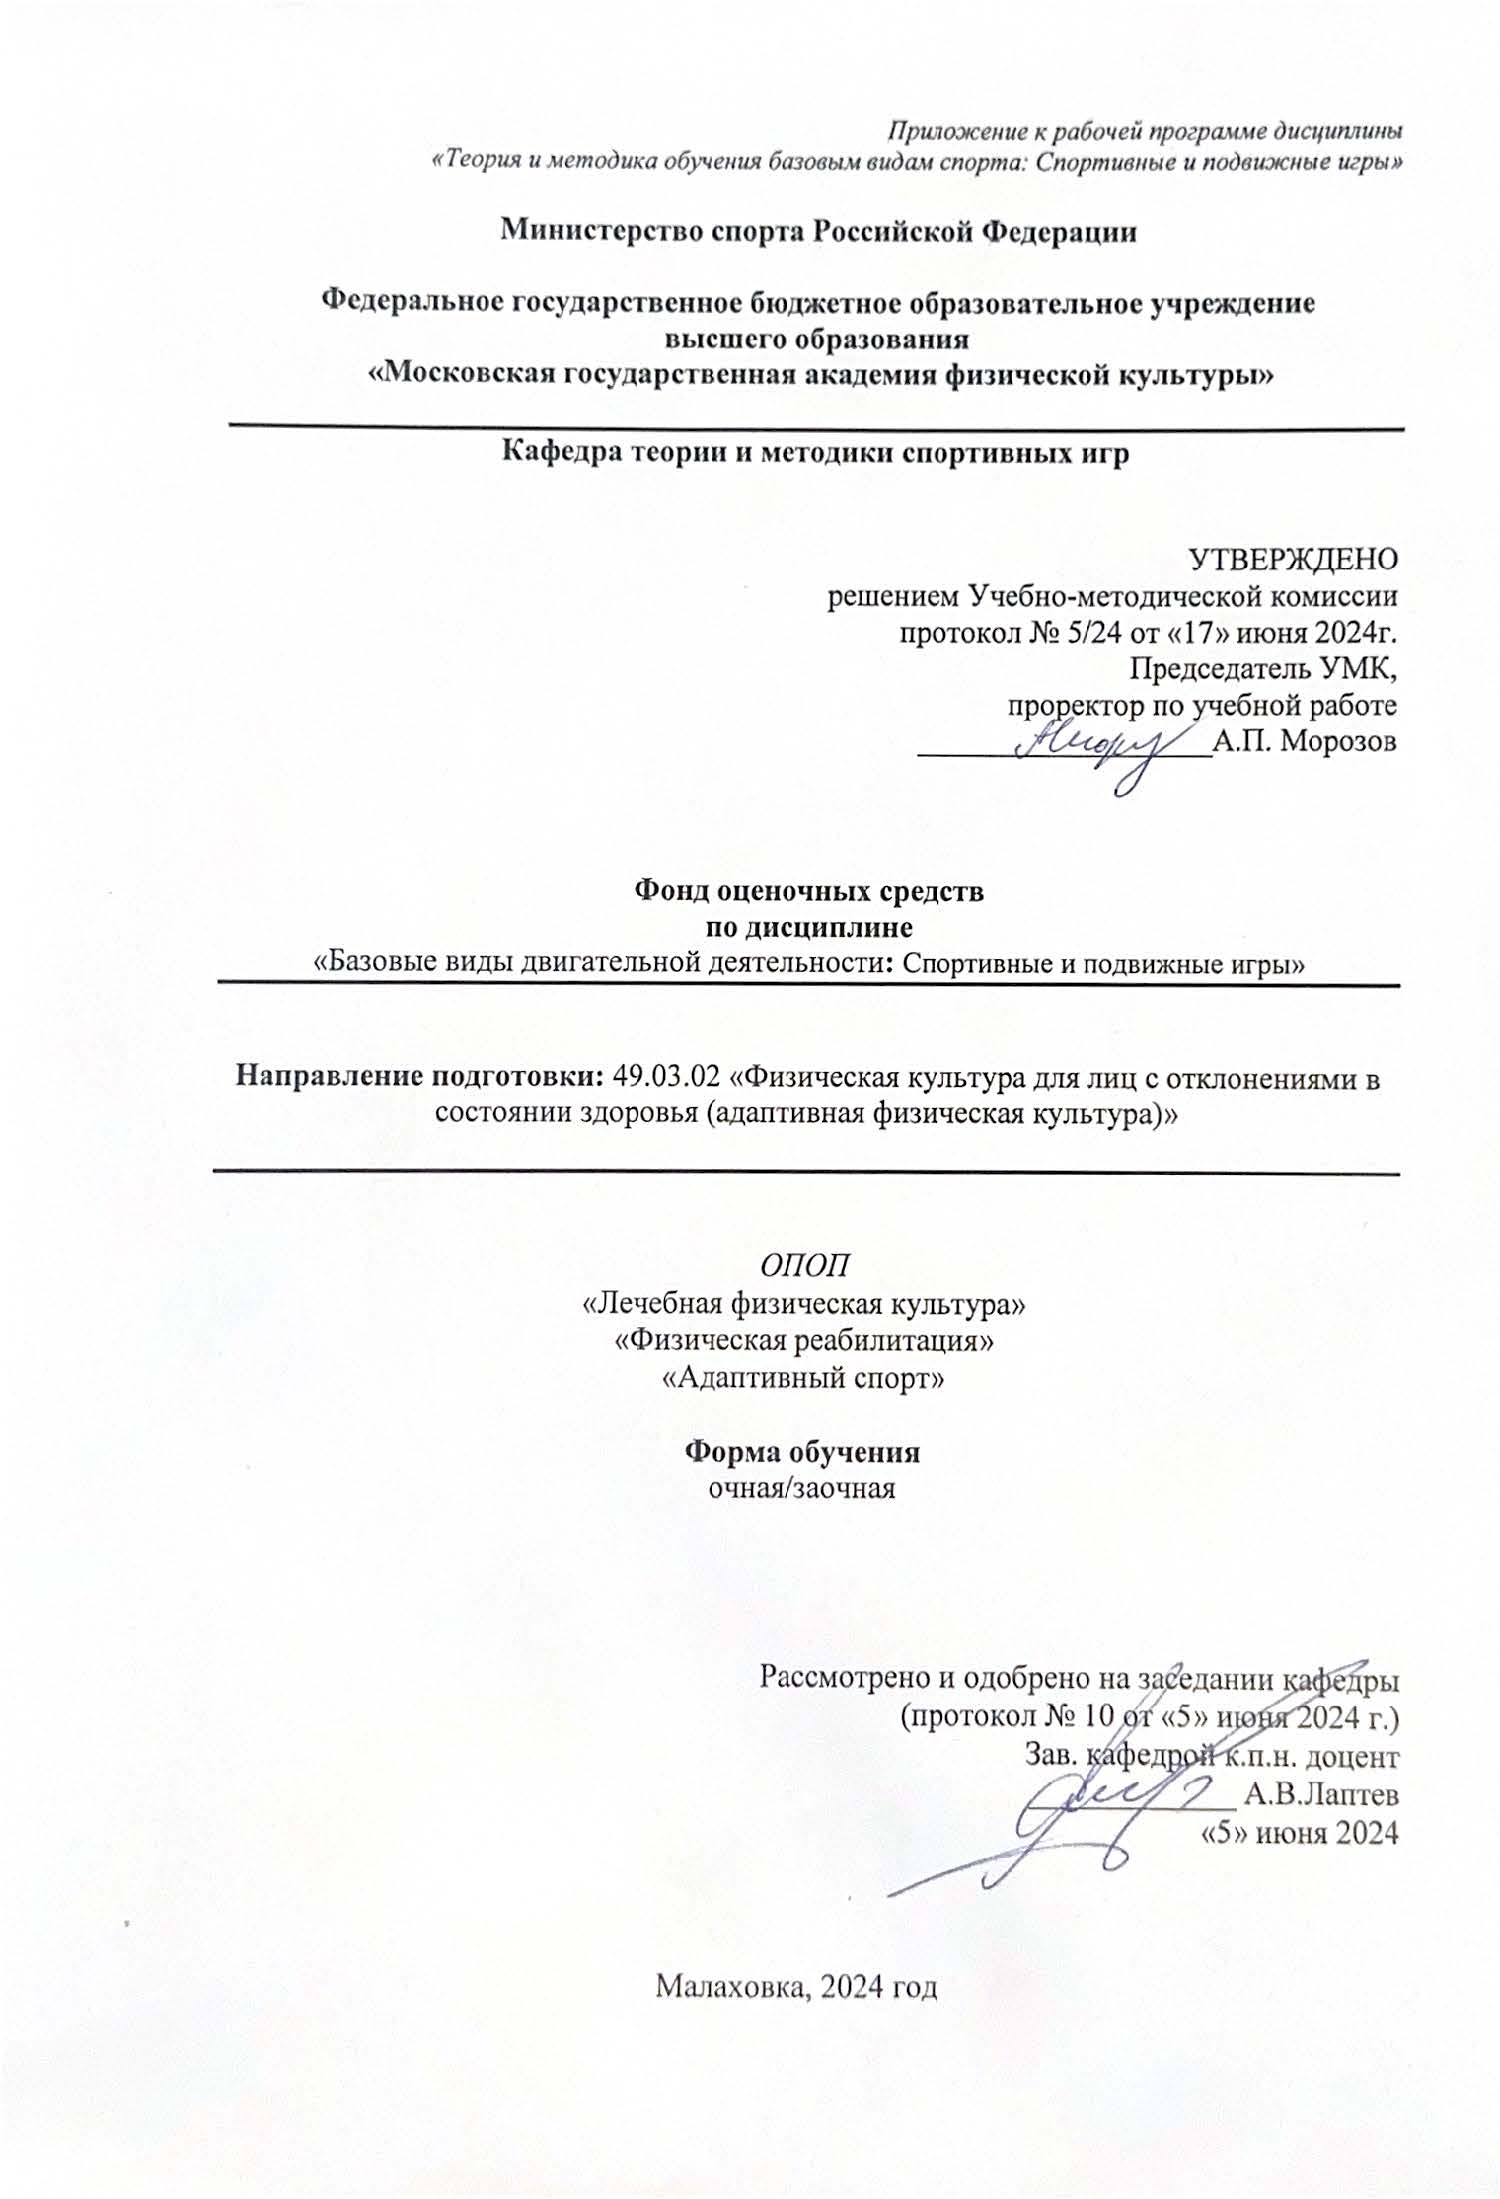 Приложение к рабочей программе дисциплины
«Теория и методика обучения базовым видам спорта: Спортивные и подвижные игры»
Министерство спорта Российской Федерации
Федеральное государственное бюджетное образовательное учреждение
высшего образования
«Московская государственная академия физической культуры»
Кафедра теории и методики спортивных игр
УТВЕРЖДЕНО
решением Учебно-методической комиссии
протокол № 5/24 от «17» июня 2024г.
Председатель УМК,
проректор по учебной работе
А.П. Морозов
Фонд оценочных средств
по дисциплине
«Базовые виды двигательной деятельности: Спортивные и подвижные игры»
Направление подготовки: 49.03.02 «Физическая культура для лиц с отклонениями в
состоянии здоровья (адаптивная физическая культура)»
ОПОП
«Лечебная физическая культура»
«Физическая реабилитация»
«Адаптивный спорт»
Форма обучения
очная/заочная
Рассмотрено и одобрено на заседании кафедры
(протокол № 10 от «5» июня 2024 г.)
Зав. кафедрой к.п.н. доцент
А.В.Лаптев
«5» июня 2024
Малаховка, 2024 год